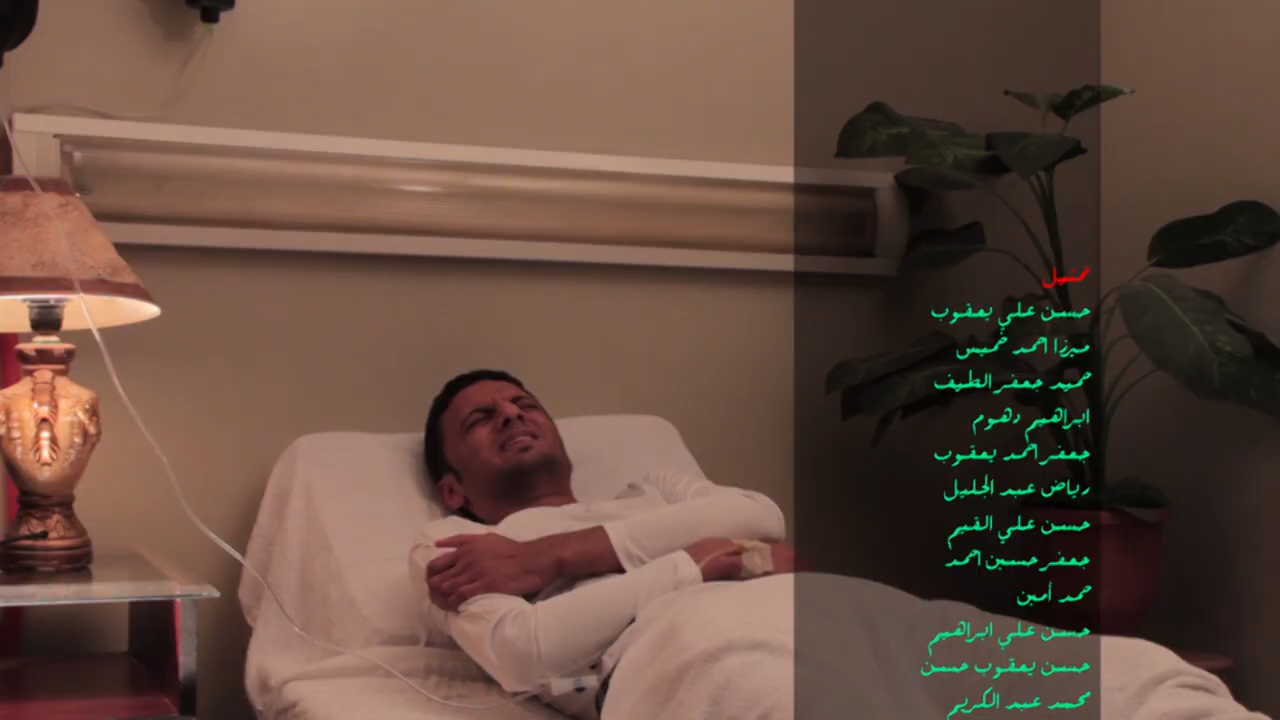 تمثيل
حسن علي يعقوب
ميرزا احمد خميس
حميد جعفر الطيف
ابراهيم دهوم
جعفر احمد يعقوب
رياض عبد الجليل
حسن علي القيم
جعفر حسين احمد
حمد أمين
حسن علي ابراهيم
حسن يعقوب حسن
محمد عبد الكريم